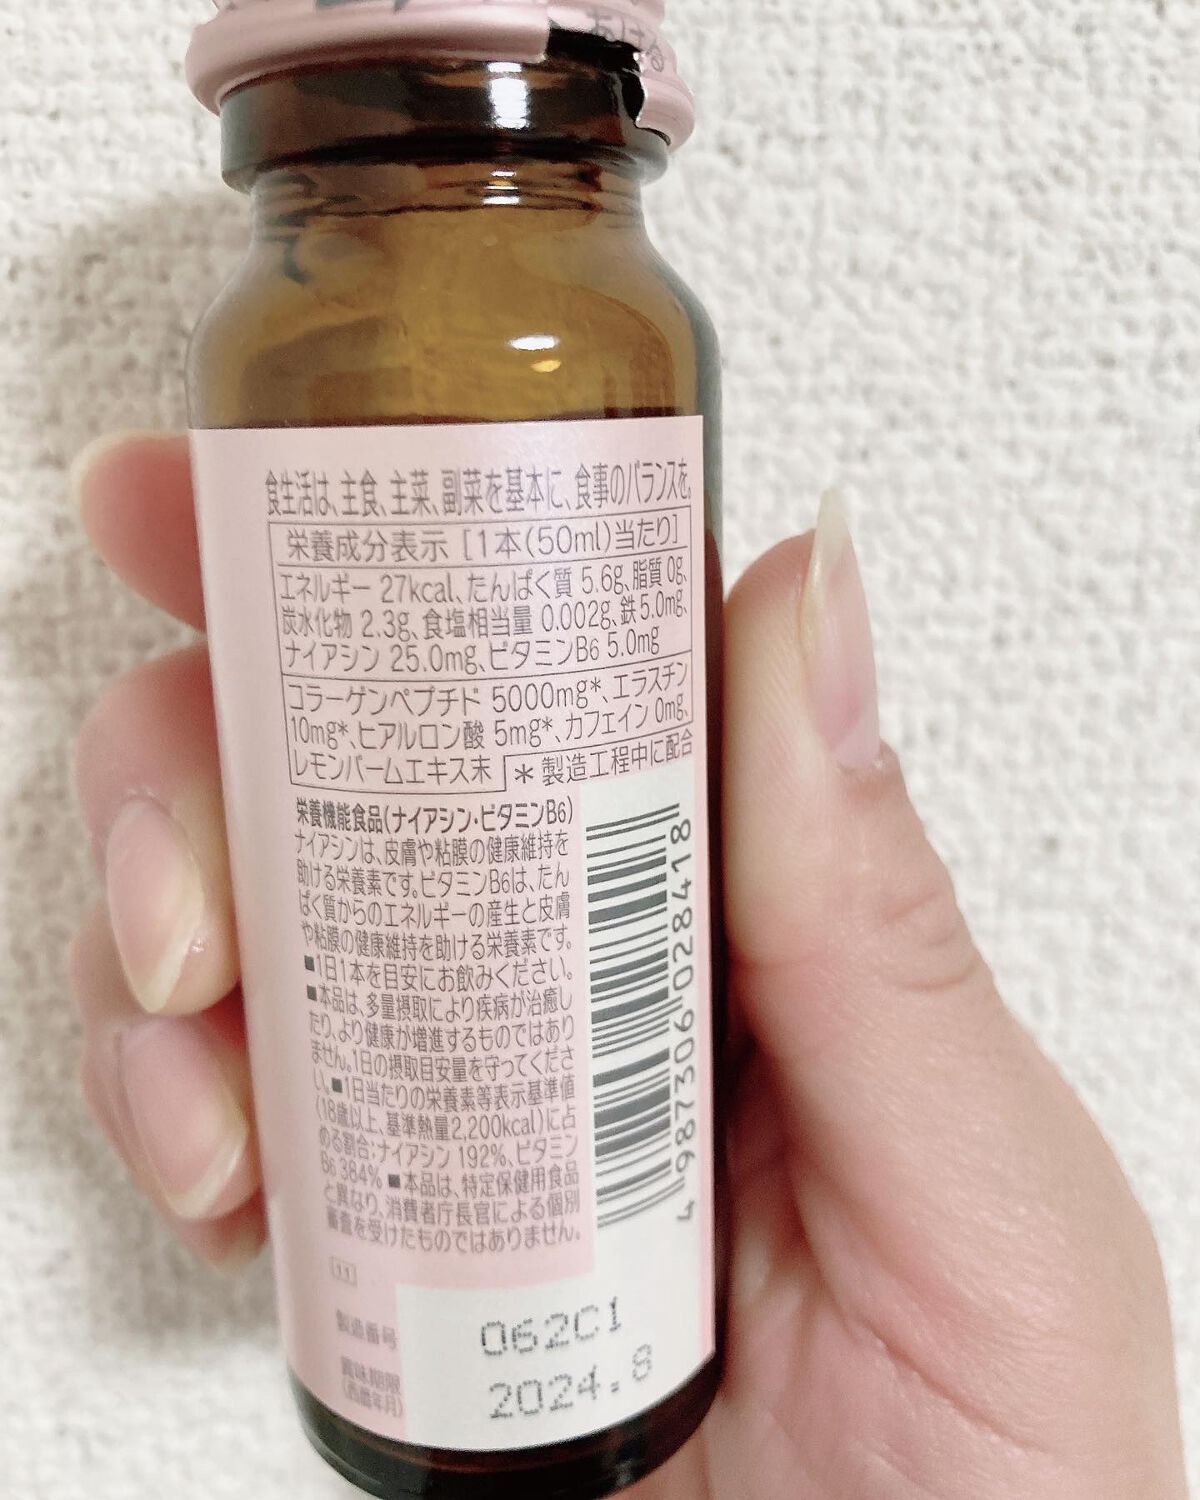 あける
食生活は、主食、主菜、副菜を基本に、食事のバランスを。
栄養成分表示 [1本(50ml)当たり]
エネルギー 27kcal、たんぱく質 5.6g、脂質 0g、
炭水化物 2.3g、食塩相当量 0.002g、鉄5.0mg、
ナイアシン 25.0mg、ビタミンB6 5.0mg
コラーゲンペプチド 5000mg*、エラスチン
10mg*、ヒアルロン酸 5mg*、カフェイン 0mg、
レモンバームエキス末
*製造工程中に配合
栄養機能食品(ナイアシン・ビタミンB6)
ナイアシンは、皮膚や粘膜の健康維持を
助ける栄養素です。ビタミンB6は、たん
ぱく質からのエネルギーの産生と皮膚
や粘膜の健康維持を助ける栄養素です。
■1日1本を目安にお飲みください。
■本品は、多量摂取により疾病が治癒し
たり、より健康が増進するものではあり
ません。1日の摂取目安量を守ってくださ
い。■1日当たりの栄養素等表示基準値
(18歳以上、基準熱量2,200kcal)に占
める割合:ナイアシン 192%、ビタミン
B6 384% ■本品は、特定保健用食品
と異なり、消費者庁長官による個別
審査を受けたものではありません。
4987306028418
11
製造番号 062C1
賞味期限 2024.8
(西暦年月)